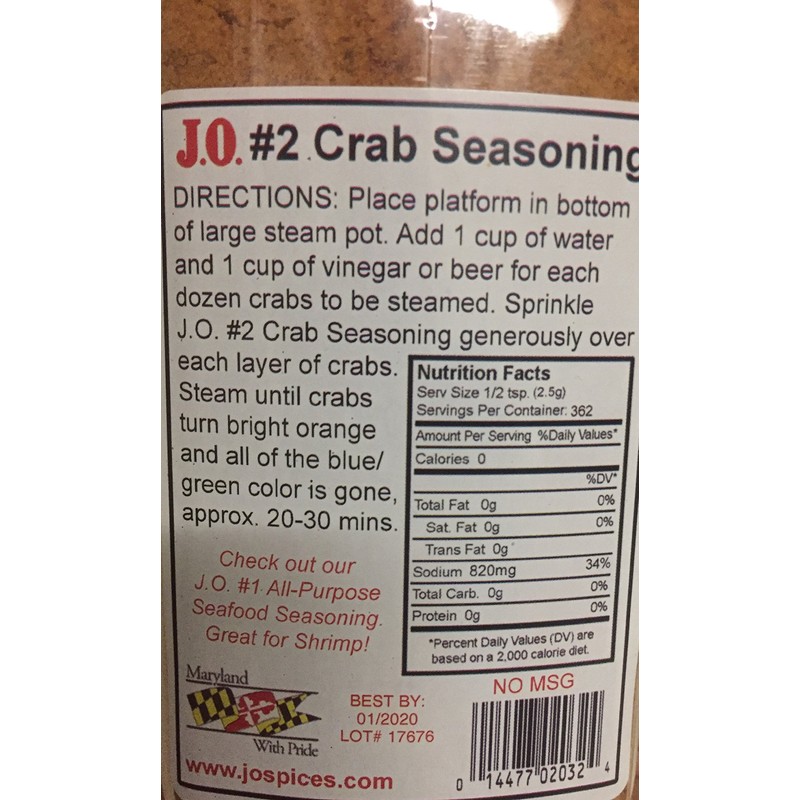 J.O. #2 Crab Seasoning
DIRECTIONS: Place platform in bottom
of large steam pot. Add 1 cup of water
and 1 cup of vinegar or beer for each
dozen crabs to be steamed. Sprinkle
J.O. #2 Crab Seasoning generously over
each layer of crabs.
Steam until crabs
turn bright orange
and all of the blue/
green color is gone,
approx. 20-30 mins.
Nutrition Facts
Serv Size 1/2 tsp. (2.5g)
Servings Per Container: 362
Amount Per Serving %Daily Values*
Calories 0
%DV*
Total Fat 0g 0%
Sat. Fat 0g 0%
Trans Fat 0g
Sodium 820mg 34%
Total Carb. 0g 0%
Protein 0g 0%
*Percent Daily Values (DV) are
based on a 2,000 calorie diet.
Check out our
J.O. #1 All-Purpose
Seafood Seasoning.
Great for Shrimp!
Maryland
With Pride
www.jospices.com
BEST BY:
01/2020
LOT# 17676
NO MSG
0 14477 02032 4